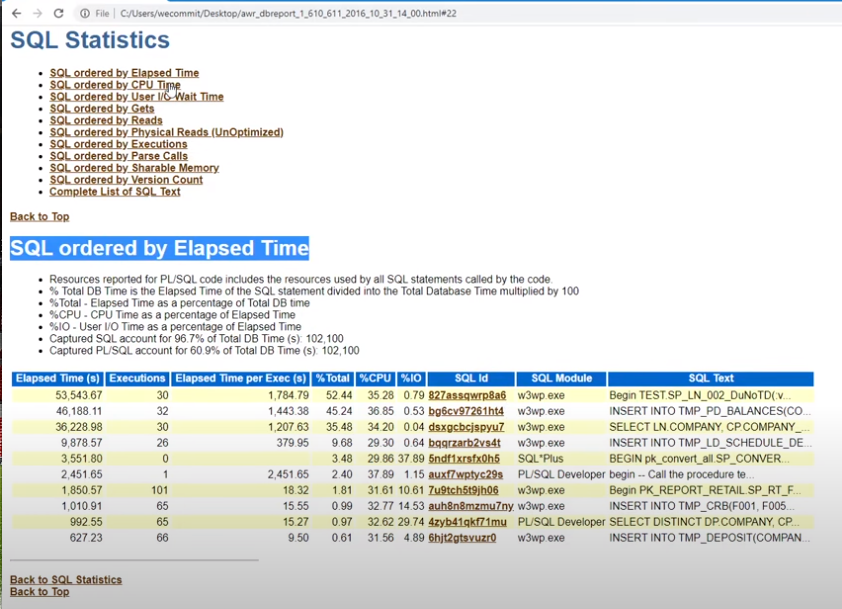 File | C:/Users/wecommit/Desktop/awr_dbreport_1_610_611_2016_10_31_14_00.html#22
SQL Statistics
• SQL ordered by Elapsed Time
• SQL ordered by CPU Time
• SQL ordered by User I/O Wait Time
• SQL ordered by Gets
• SQL ordered by Reads
• SQL ordered by Physical Reads (UnOptimized)
• SQL ordered by Executions
• SQL ordered by Parse Calls
• SQL ordered by Sharable Memory
• SQL ordered by Version Count
• Complete List of SQL Text
Back to Top
SQL ordered by Elapsed Time
• Resources reported for PL/SQL code includes the resources used by all SQL statements called by the code.
• % Total DB Time is the Elapsed Time of the SQL statement divided into the Total Database Time multiplied by 100
• %Total - Elapsed Time as a percentage of Total DB time
• %CPU - CPU Time as a percentage of Elapsed Time
• %IO - User I/O Time as a percentage of Elapsed Time
• Captured SQL account for 96.7% of Total DB Time (s): 102,100
• Captured PL/SQL account for 60.9% of Total DB Time (s): 102,100
Elapsed Time (s) Executions Elapsed Time per Exec (s) %Total %CPU %IO SQL Id SQL Module SQL Text
53,543.67 30 1,784.79 52.44 35.28 0.79 827assqwrp8a6 w3wp.exe Begin TEST.SP_LN_002_DuNoTD(:v...
46,188.11 32 1,443.38 45.24 36.85 0.53 bg6cv97261ht4 w3wp.exe INSERT INTO TMP_PD_BALANCES(CO...
36,228.98 30 1,207.63 35.48 34.20 0.04 dsxgcbcjspyu7 w3wp.exe SELECT LN.COMPANY, CP.COMPANY_...
9,878.57 26 379.95 9.68 29.30 0.64 bqqrzarb2vs4t w3wp.exe INSERT INTO TMP_LD_SCHEDULE_DE...
3,551.80 0 3.48 29.86 37.89 5ndf1xrsfx0h5 SQL*Plus BEGIN pk_convert_all.SP_CONVER...
2,451.65 1 2,451.65 2.40 37.89 1.15 auxf7wptyc29s PL/SQL Developer begin -- Call the procedure te...
1,850.57 101 18.32 1.81 31.61 10.61 7u9tch5t9jh06 w3wp.exe Begin PK_REPORT_RETAIL.SP_RT_F...
1,010.91 65 15.55 0.99 32.77 14.53 auh8n8mzmu7ny w3wp.exe INSERT INTO TMP_CRB(F001, F005...
992.55 65 15.27 0.97 32.62 29.74 4zyb41qkf71mu PL/SQL Developer SELECT DISTINCT DP.COMPANY, CP...
627.23 66 9.50 0.61 31.56 4.89 6hjt2gtsvuzr0 w3wp.exe INSERT INTO TMP_DEPOSIT(COMPAN...
Back to SQL Statistics
Back to Top